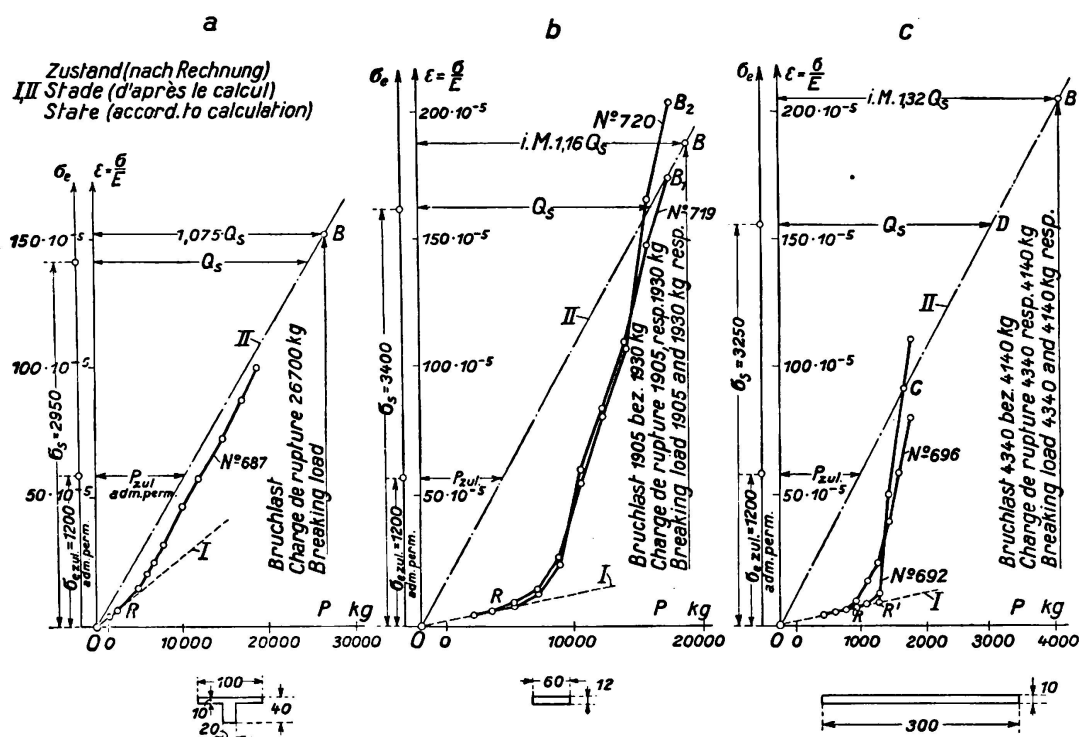 a
b
c
Zustand (nach Rechnung)
I, II Stade (d'après le calcul)
State (accord. to calculation)
σe
ε = σ/E
150·10-5
100·10-5
50·10-5
1,075·Qs
B
Qs
II
σs = 2950
Pzul
adm. perm.
No 687
I
σe zul. = 1200
adm. perm.
R
Bruchlast
Charge de rupture 26700 kg
Breaking load
O
0
10000
P kg
20000
30000
100
10
40
20
σe
ε = σ/E
200·10-5
150·10-5
100·10-5
50·10-5
No 720
B2
i. M. 1,16 Qs
B
B1
Qs
No 719
II
σs = 3400
Pzul.
σe zul. = 1200
adm. perm.
R
I
Bruchlast 1905 bez. 1930 kg
Charge de rupture 1905, resp. 1930 kg
Breaking load 1905 and 1930 kg resp.
O
0
10000
P kg
20000
60
12
σe
ε = σ/E
200·10-5
150·10-5
100·10-5
50·10-5
i. M. 1,32 Qs
B
Qs
D
II
σs = 3250
C
Pzul.
No 696
σe zul. = 1200
adm. perm.
No 692
R
R'
I
Bruchlast 4340 bez. 4140 kg
Charge de rupture 4340 resp. 4140 kg
Breaking load 4340 and 4140 kg resp.
O
0
1000
2000
P kg
3000
4000
10
300